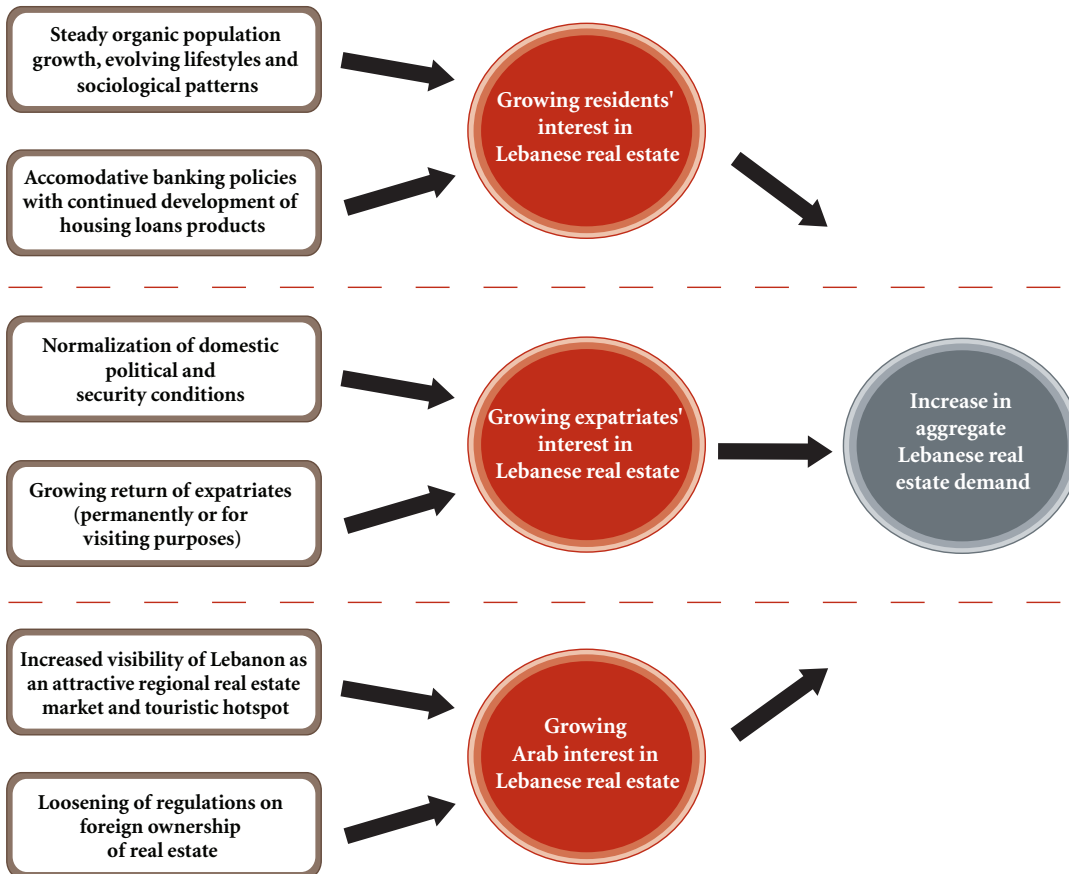 Steady organic population
growth, evolving lifestyles and
sociological patterns
Accomodative banking policies
with continued development of
housing loans products
Growing residents'
interest in
Lebanese real estate
Normalization of domestic
political and
security conditions
Growing return of expatriates
(permanently or for
visiting purposes)
Growing expatriates'
interest in
Lebanese real estate
Increase in
aggregate
Lebanese real
estate demand
Increased visibility of Lebanon as
an attractive regional real estate
market and touristic hotspot
Loosening of regulations on
foreign ownership
of real estate
Growing
Arab interest in
Lebanese real estate